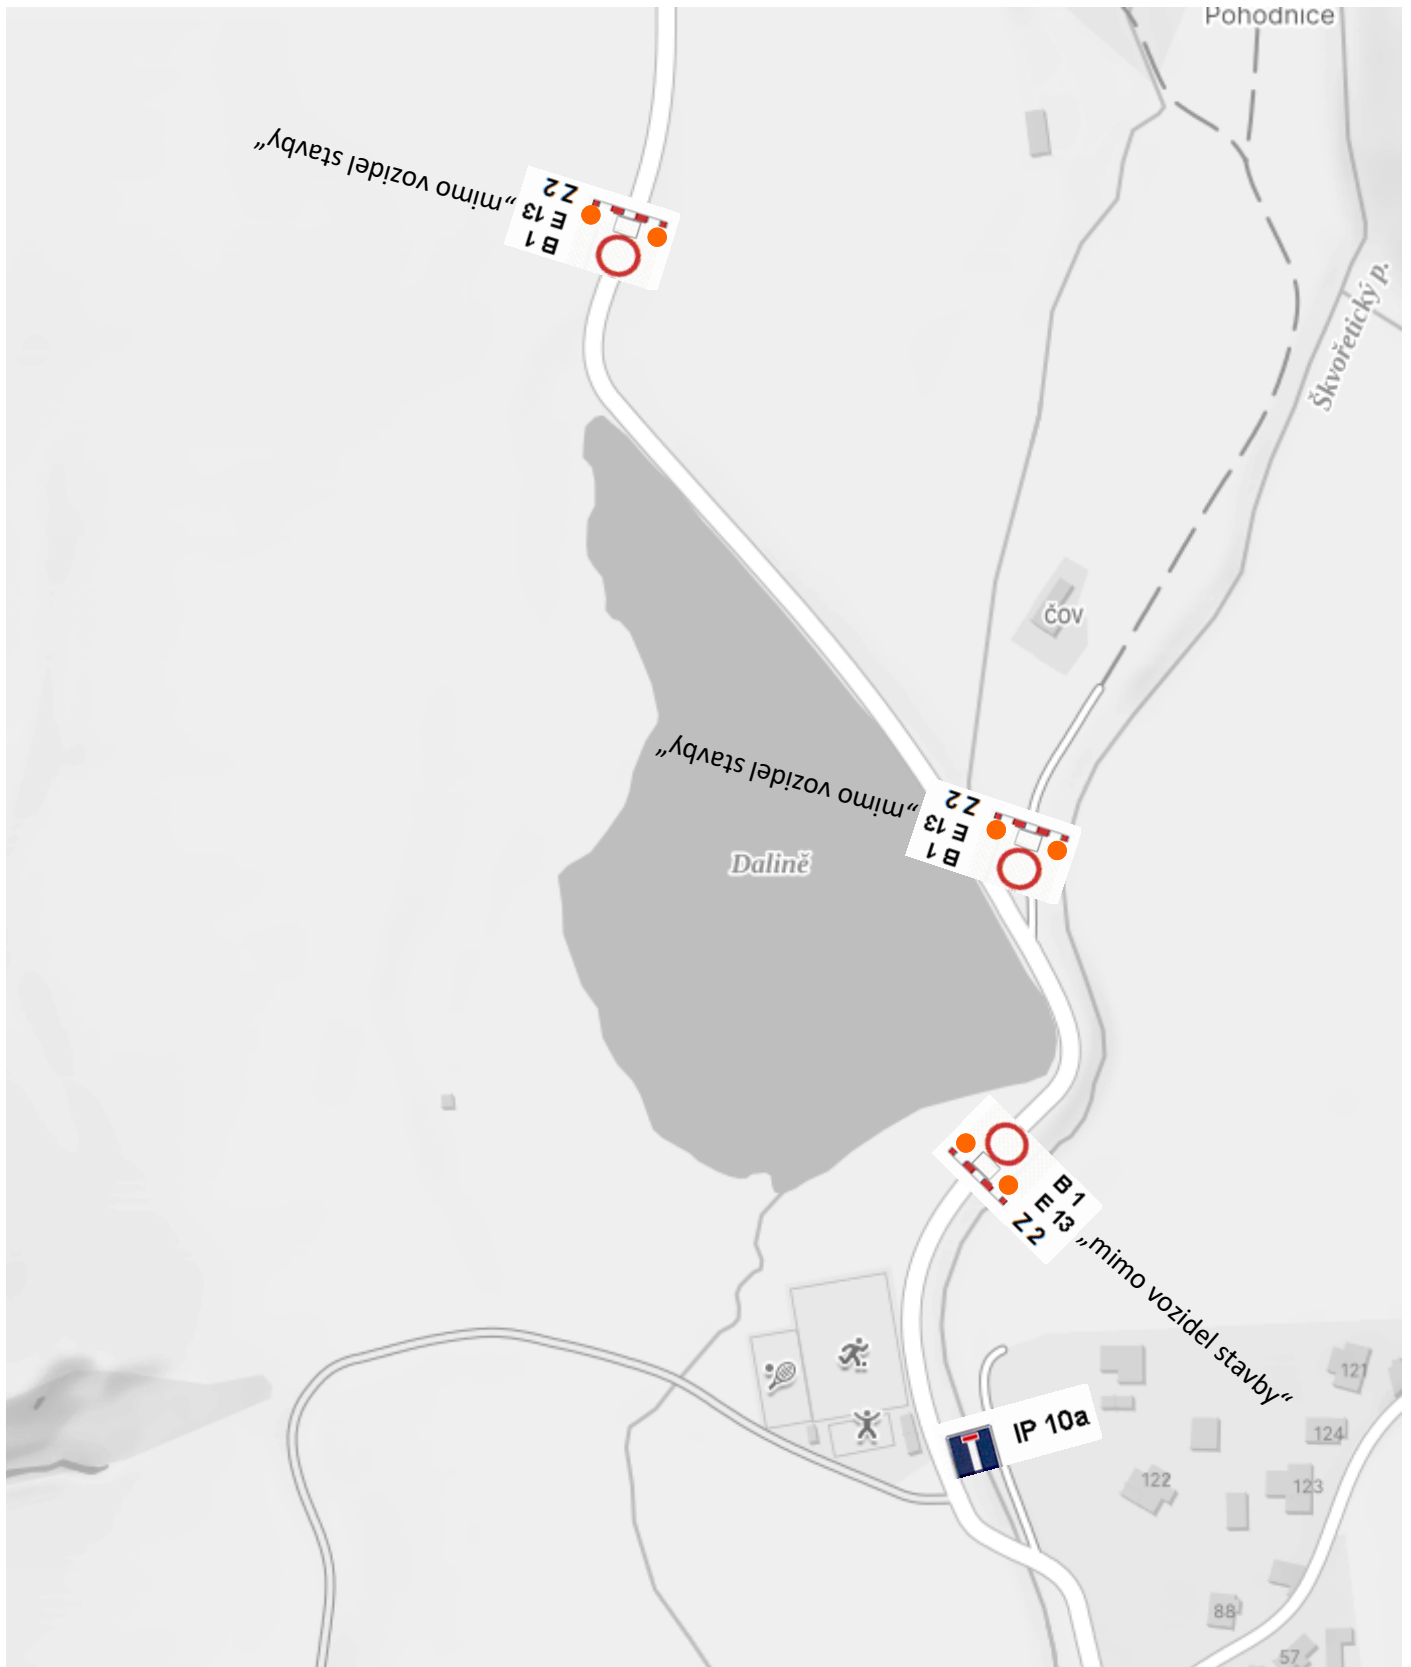 Pohodnice
Z 2
E 13
B 1
„mimo vozidel stavby“
Škvořetický p.
ČOV
Z 2
E 13
B 1
„mimo vozidel stavby“
Dalině
B 1
E 13
Z 2
„mimo vozidel stavby“
IP 10a
121
124
122
123
88
57